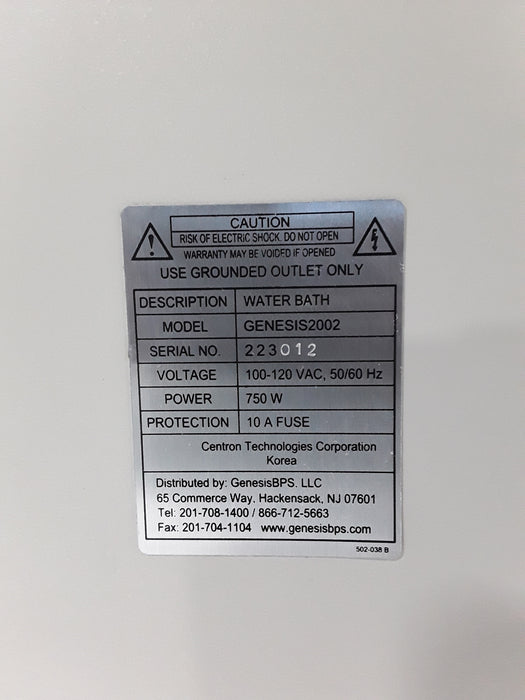 CAUTION
RISK OF ELECTRIC SHOCK. DO NOT OPEN
WARRANTY MAY BE VOIDED IF OPENED
USE GROUNDED OUTLET ONLY
DESCRIPTION WATER BATH
MODEL GENESIS2002
SERIAL NO. 223012
VOLTAGE 100-120 VAC, 50/60 Hz
POWER 750 W
PROTECTION 10 A FUSE
Centron Technologies Corporation
Korea
Distributed by: GenesisBPS. LLC
65 Commerce Way, Hackensack, NJ 07601
Tel: 201-708-1400 / 866-712-5663
Fax: 201-704-1104 www.genesisbps.com
502-038 B